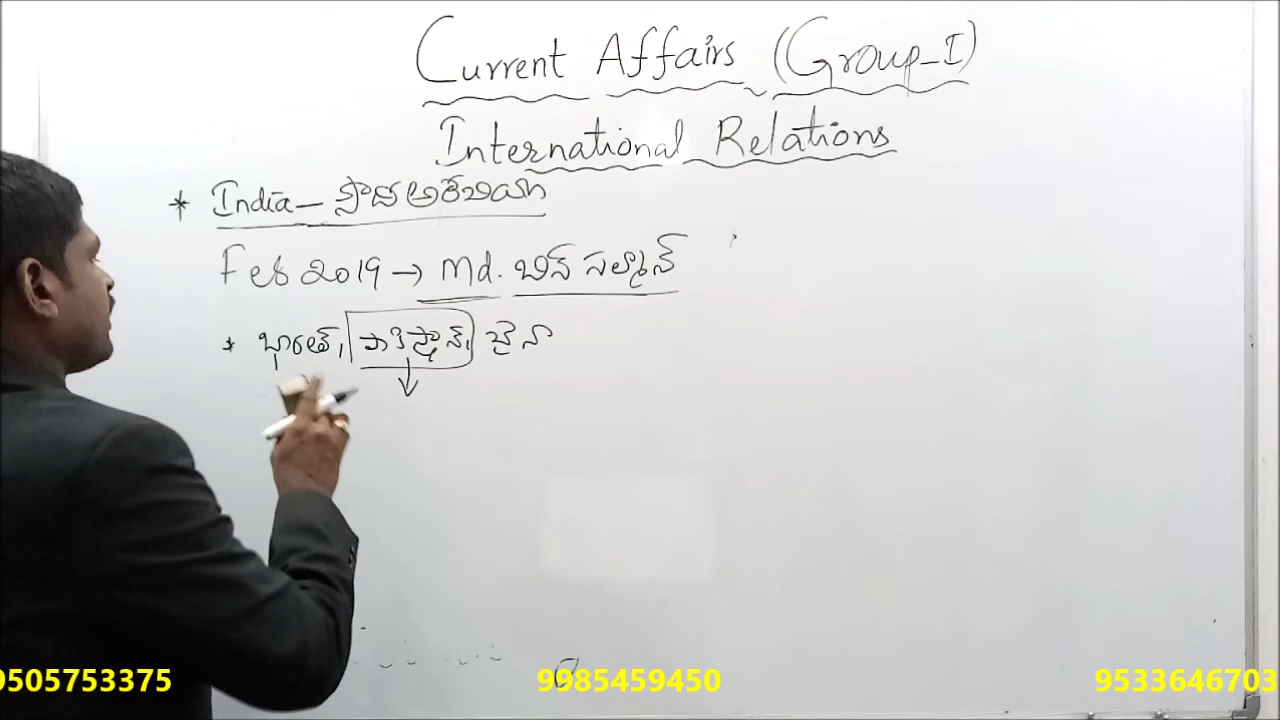 Current Affairs (Group-I)
International Relations
* India – సౌదీ అరేబియా
Feb 2019 → Md. బిన్ సల్మాన్
* భారత్, పాకిస్తాన్, చైనా
9505753375 9985459450 9533646703